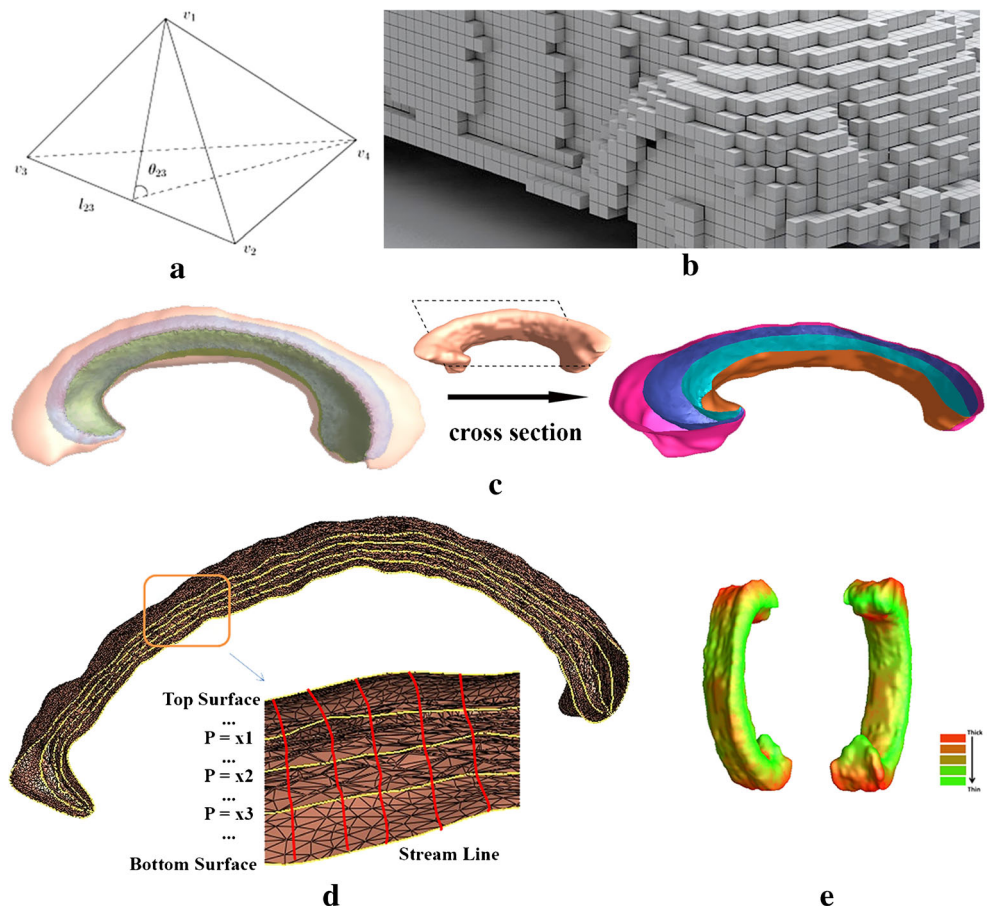 v₁
v₃
θ₂₃
v₄
l₂₃
v₂
a
b
cross section
c
Top Surface
...
P = x1
...
P = x2
...
P = x3
...
Bottom Surface
Stream Line
d
Thick
Thin
e